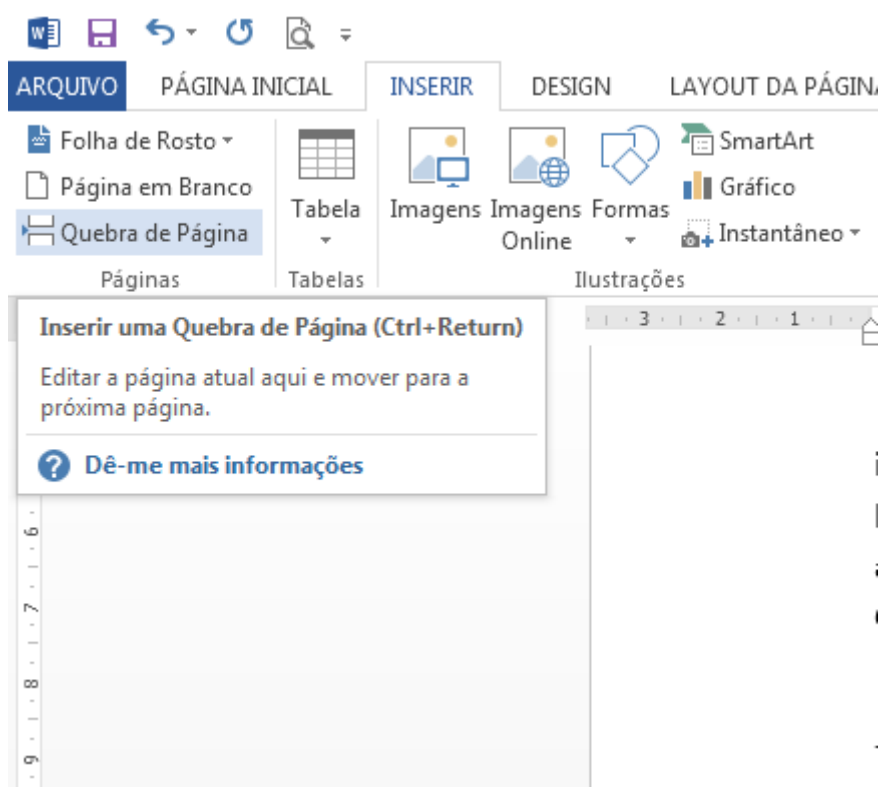 ARQUIVO PÁGINA INICIAL INSERIR DESIGN LAYOUT DA PÁGINA
Folha de Rosto
Página em Branco
Quebra de Página
Páginas
Tabela
Tabelas
Imagens
Imagens
Online
Formas
SmartArt
Gráfico
Instantâneo
Ilustrações
3 2 1
Inserir uma Quebra de Página (Ctrl+Return)
Editar a página atual aqui e mover para a
próxima página.
Dê-me mais informações
6
7
8
9